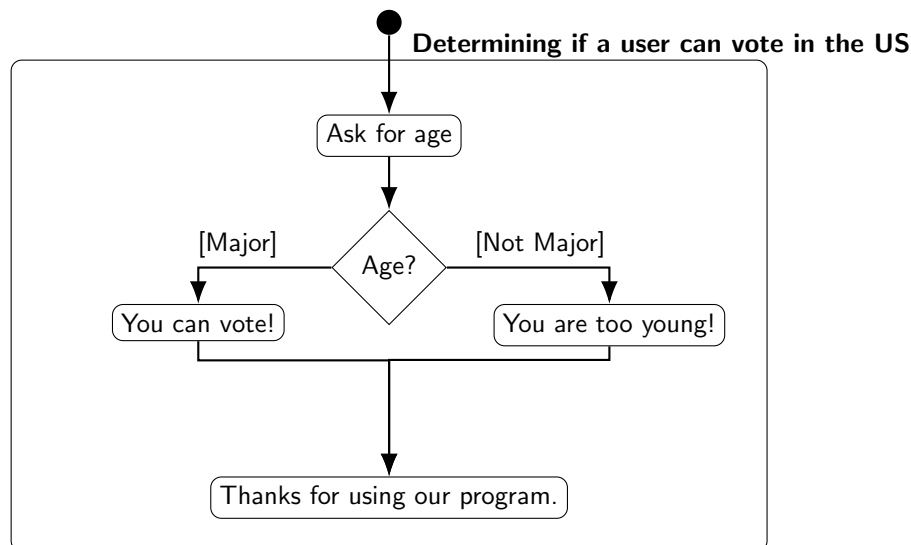 Determining if a user can vote in the US
Ask for age
[Major]
Age?
[Not Major]
You can vote!
You are too young!
Thanks for using our program.